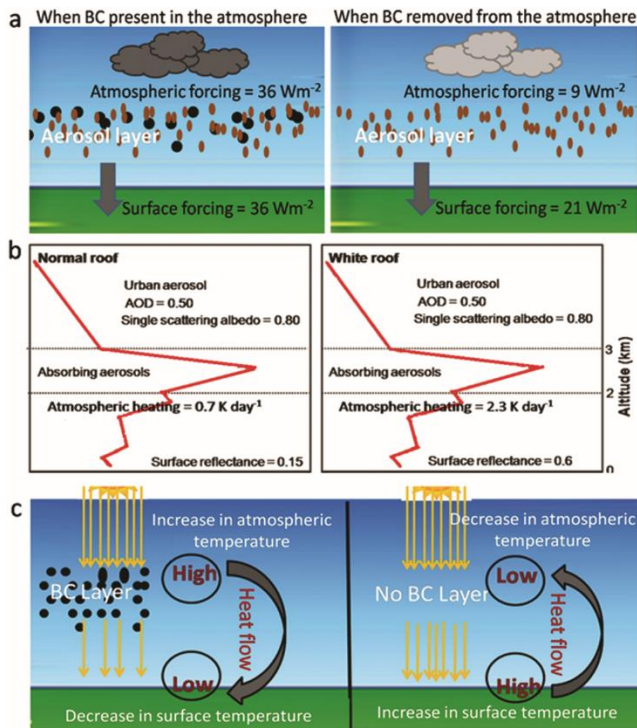 a
When BC present in the atmosphere
When BC removed from the atmosphere
Atmospheric forcing = 36 Wm⁻²
Aerosol layer
Surface forcing = 36 Wm⁻²
Atmospheric forcing = 9 Wm⁻²
Aerosol layer
Surface forcing = 21 Wm⁻²
b
Normal roof
Urban aerosol
AOD = 0.50
Single scattering albedo = 0.80
Absorbing aerosols
Atmospheric heating = 0.7 K day⁻¹
Surface reflectance = 0.15
White roof
Urban aerosol
AOD = 0.50
Single scattering albedo = 0.80
Absorbing aerosols
Atmospheric heating = 2.3 K day⁻¹
Surface reflectance = 0.6
3
2
0
Altitude (km)
c
Increase in atmospheric
temperature
BC Layer
High
Heat flow
Low
Decrease in surface temperature
Decrease in atmospheric
temperature
No BC Layer
Low
Heat flow
High
Increase in surface temperature